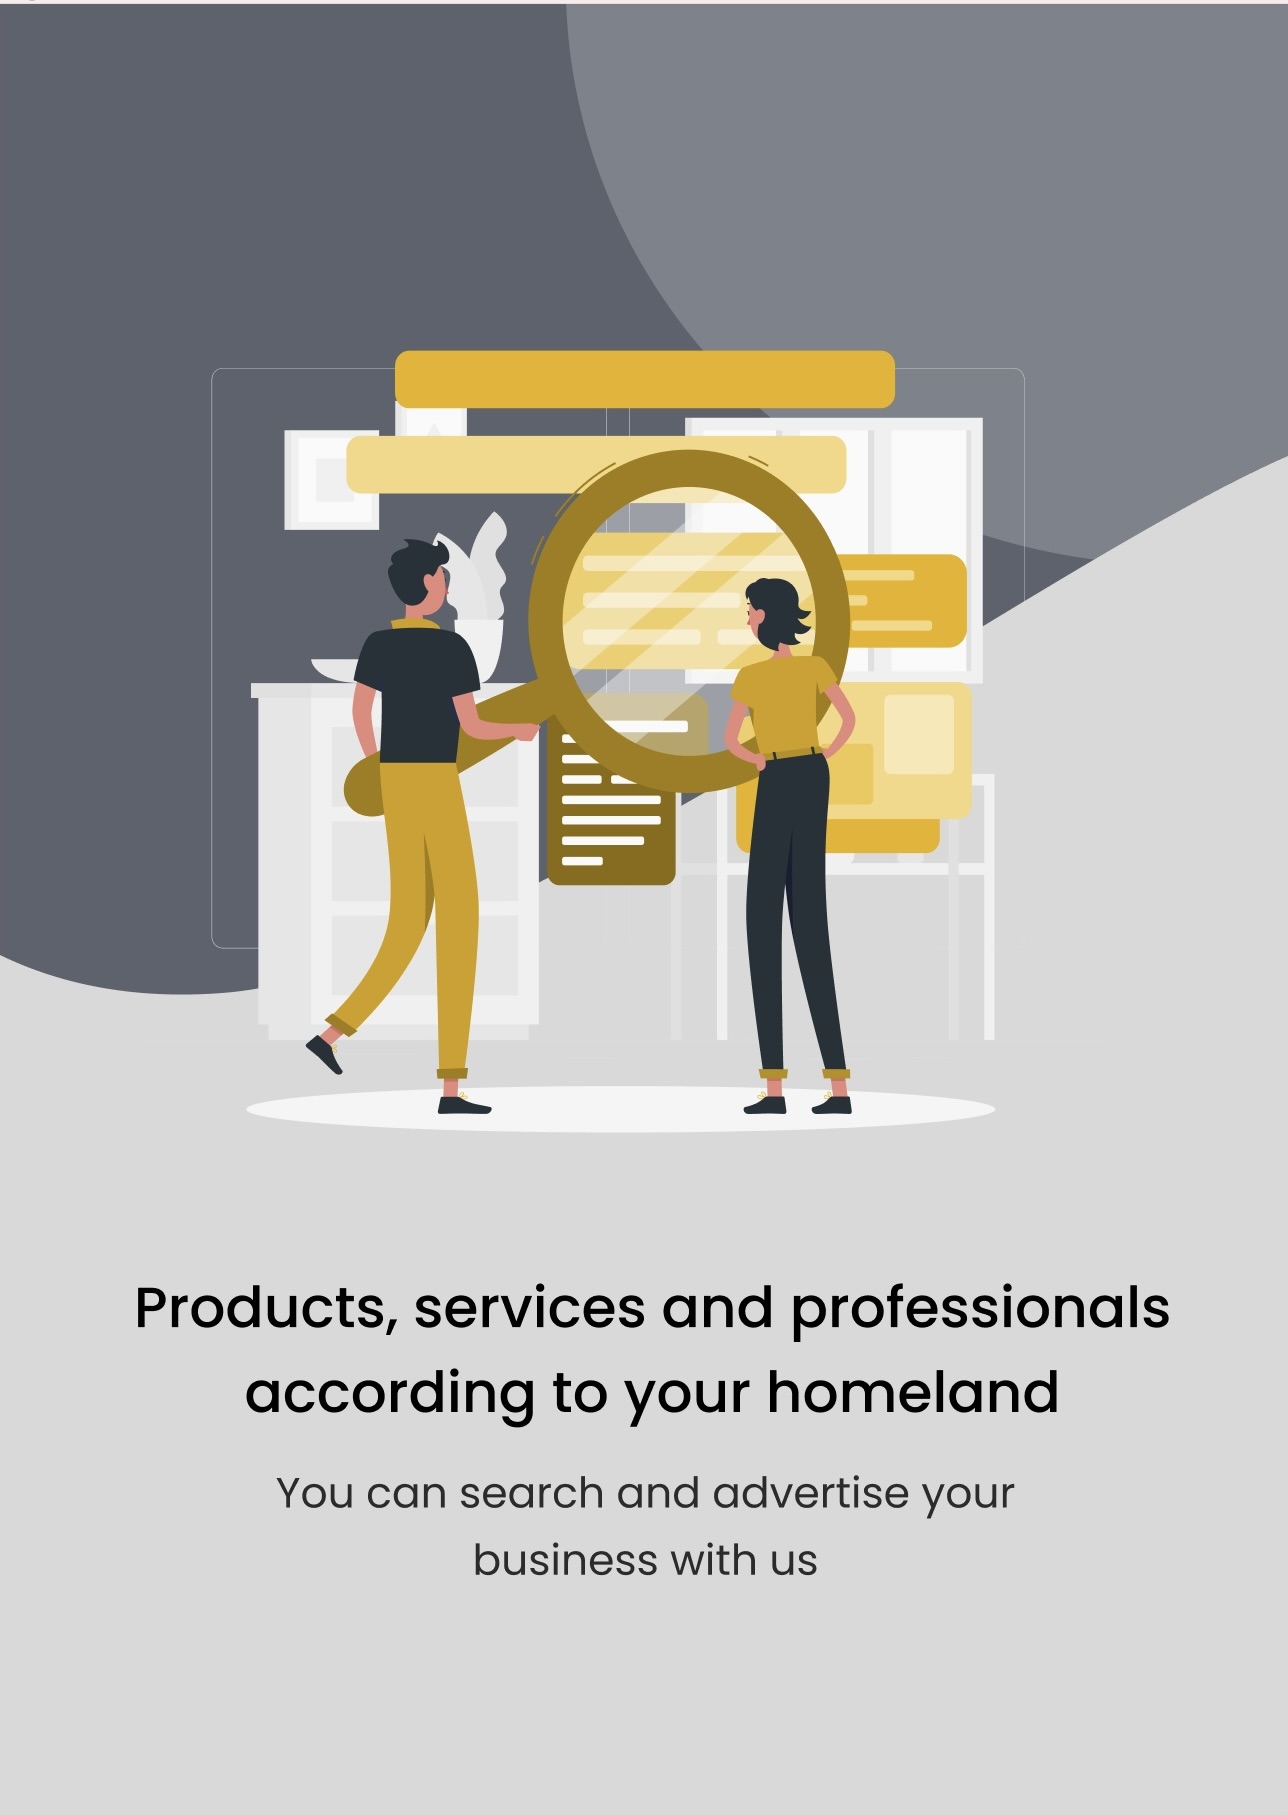 Products, services and professionals
according to your homeland
You can search and advertise your
business with us